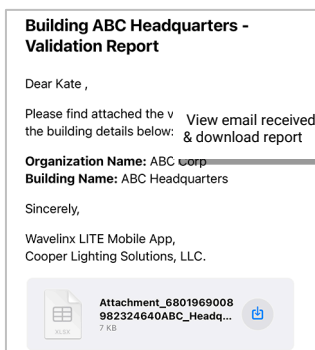 Building ABC Headquarters -
Validation Report
Dear Kate ,
Please find attached the
the building details below:
View email received
& download report
Organization Name: ABC Corp
Building Name: ABC Headquarters
Sincerely,
Wavelinx LITE Mobile App,
Cooper Lighting Solutions, LLC.
Attachment_6801969008
982324640ABC_Headq...
7 KB
XLSX